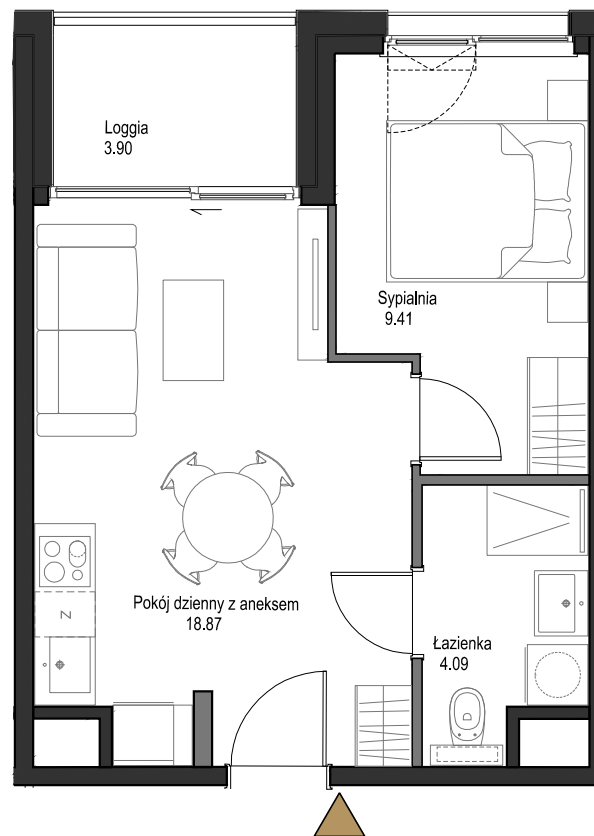 Loggia
3.90
Sypialnia
9.41
Pokój dzienny z aneksem
18.87
Łazienka
4.09
Z